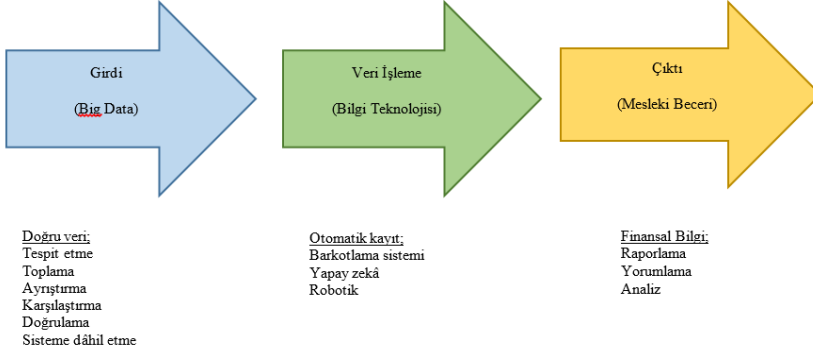 Girdi
(Big Data)
Veri İşleme
(Bilgi Teknolojisi)
Çıktı
(Mesleki Beceri)
Doğru veri;
Tespit etme
Toplama
Ayrıştırma
Karşılaştırma
Doğrulama
Sisteme dâhil etme
Otomatik kayıt;
Barkotlama sistemi
Yapay zekâ
Robotik
Finansal Bilgi;
Raporlama
Yorumlama
Analiz